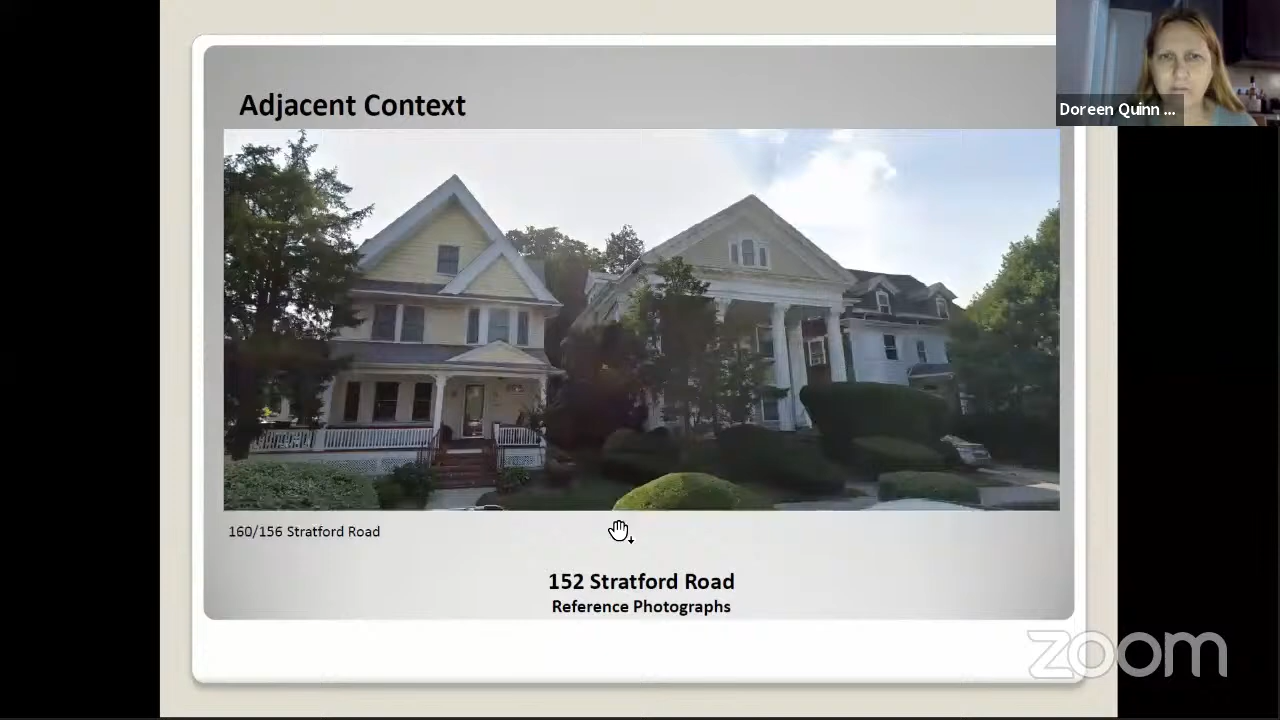 Adjacent Context
Doreen Quinn ...
160/156 Stratford Road
152 Stratford Road
Reference Photographs
zoom